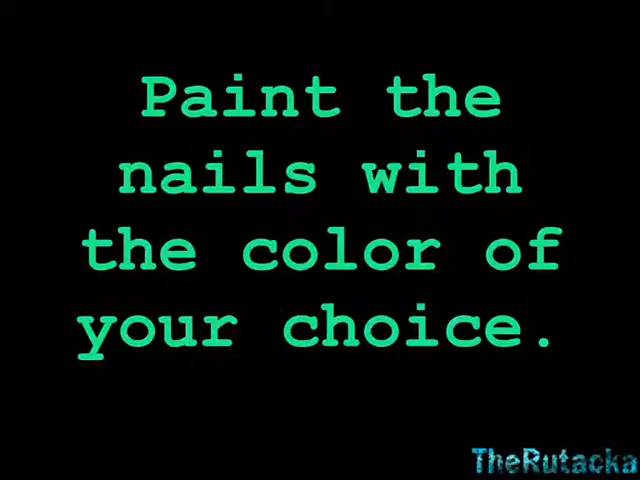 Paint the
nails with
the color of
your choice.
TheRutacka